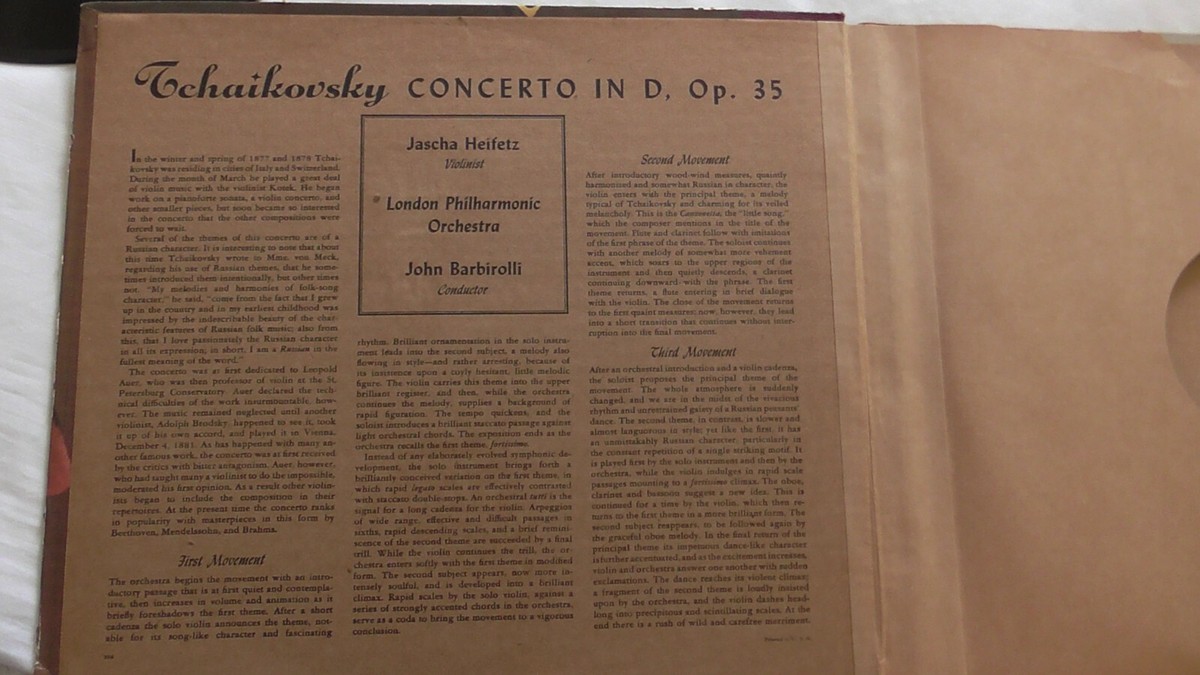 Tchaikovsky CONCERTO IN D, Op. 35
Jascha Heifetz
Violinist
London Philharmonic
Orchestra
John Barbirolli
Conductor
In the winter and spring of 1877 and 1878 Tchai-
kovsky was residing in cities of Italy and Switzerland.
During the month of March he played a great deal
of violin music with the violinist Kotek. He began
work on a pianoforte sonata, a violin concerto, and
other smaller pieces, but soon became so interested
in the concerto that the other compositions were
forced to wait.
Several of the themes of this concerto are of a
Russian character. It is interesting to note that about
this time Tchaikovsky wrote to Mme. von Meck,
regarding his use of Russian themes, that he some-
times introduced them intentionally, but other times
not. "My melodies and harmonies of folk-song
character," he said, "come from the fact that I grew
up in the country and in my earliest childhood was
impressed by the indescribable beauty of the char-
acteristic features of Russian folk music; also from
this, that I love passionately the Russian character
in all its expression; in short, I am a Russian in the
fullest meaning of the word."
The concerto was at first dedicated to Leopold
Auer, who was then professor of violin at the St.
Petersburg Conservatory. Auer declared the tech-
nical difficulties of the work insurmountable, how-
ever. The music remained neglected until another
violinist, Adolph Brodsky, happened to see it, took
it up of his own accord, and played it in Vienna,
December 4, 1881. As has happened with many an-
other famous work, the concerto was at first received
by the critics with bitter antagonism. Auer, however,
who had taught many a violinist to do the impossible,
moderated his first opinion. As a result other violin-
ists began to include the composition in their
repertoires. At the present time the concerto ranks
in popularity with masterpieces in this form by
Beethoven, Mendelssohn, and Brahms.
First Movement
The orchestra begins the movement with an intro-
ductory passage that is at first quiet and contempla-
tive, then increases in volume and animation as it
briefly foreshadows the first theme. After a short
cadenza the solo violin announces the theme, not-
able for its song-like character and fascinating
rhythm. Brilliant ornamentation in the solo instru-
ment leads into the second subject, a melody also
flowing in style—and rather arresting, because of
its insistence upon a coyly hesitant, little melodic
figure. The violin carries this theme into the upper
brilliant register, and then, while the orchestra
continues the melody, supplies a background of
rapid figuration. The tempo quickens, and the
soloist introduces a brilliant staccato passage against
light orchestral chords. The exposition ends as the
orchestra recalls the first theme, fortissimo.
Instead of any elaborately evolved symphonic de-
velopment, the solo instrument brings forth a
brilliantly conceived variation on the first theme, in
which rapid legato scales are effectively contrasted
with staccato double-stops. An orchestral tutti is the
signal for a long cadenza for the violin. Arpeggios
of wide range, effective and difficult passages in
sixths, rapid descending scales, and a brief remini-
scence of the second theme are succeeded by a final
trill. While the violin continues the trill, the or-
chestra enters softly with the first theme in modified
form. The second subject appears, now more in-
tensely soulful, and is developed into a brilliant
climax. Rapid scales by the solo violin, against a
series of strongly accented chords in the orchestra,
serve as a coda to bring the movement to a vigorous
conclusion.
Second Movement
After introductory wood-wind measures, quaintly
harmonized and somewhat Russian in character, the
violin enters with the principal theme, a melody
typical of Tchaikovsky and charming for its veiled
melancholy. This is the Canzonetta, the "little song,"
which the composer mentions in the title of the
movement. Flute and clarinet follow with imitations
of the first phrase of the theme. The soloist continues
with another melody of somewhat more vehement
accent, which soars to the upper regions of the
instrument and then quietly descends, a clarinet
continuing downward with the phrase. The first
theme returns, a flute entering in brief dialogue
with the violin. The close of the movement returns
to the first quaint measures; now, however, they lead
into a short transition that continues without inter-
ruption into the final movement.
Third Movement
After an orchestral introduction and a violin cadenza,
the soloist proposes the principal theme of the
movement. The whole atmosphere is suddenly
changed, and we are in the midst of the vivacious
rhythm and unrestrained gaiety of a Russian peasants'
dance. The second theme, in contrast, is slower and
almost languorous in style; yet like the first, it has
an unmistakably Russian character, particularly in
the constant repetition of a single striking motif. It
is played first by the solo instrument and then by the
orchestra, while the violin indulges in rapid scale
passages mounting to a fortissimo climax. The oboe,
clarinet and bassoon suggest a new idea. This is
continued for a time by the violin, which then re-
turns to the first theme in a more brilliant form. The
second subject reappears, to be followed again by
the graceful oboe melody. In the final return of the
principal theme its impetuous dance-like character
is further accentuated, and as the excitement increases,
violin and orchestra answer one another with sudden
exclamations. The dance reaches its violent climax;
a fragment of the second theme is loudly insisted
upon by the orchestra, and the violin dashes head-
long into precipitous and scintillating scales. At the
end there is a rush of wild and carefree merriment.
Printed in U. S. A.